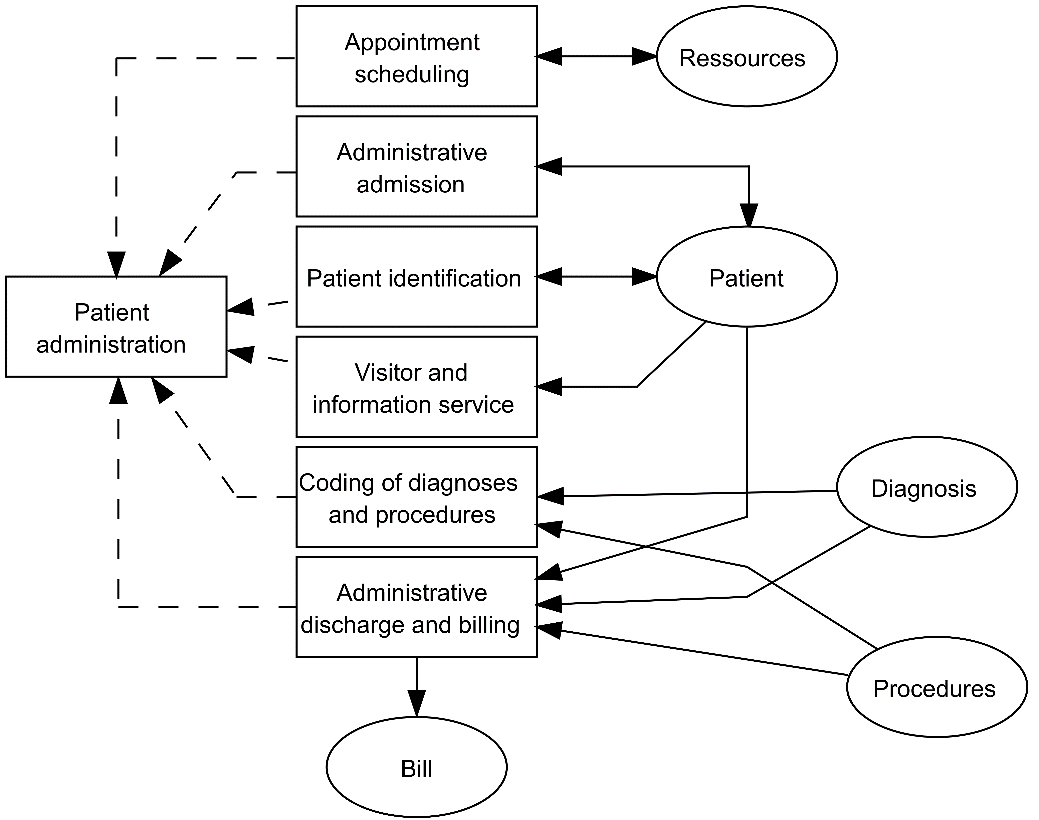 Appointment
scheduling
Ressources
Administrative
admission
Patient identification
Patient
Patient
administration
Visitor and
information service
Coding of diagnoses
and procedures
Diagnosis
Administrative
discharge and billing
Procedures
Bill